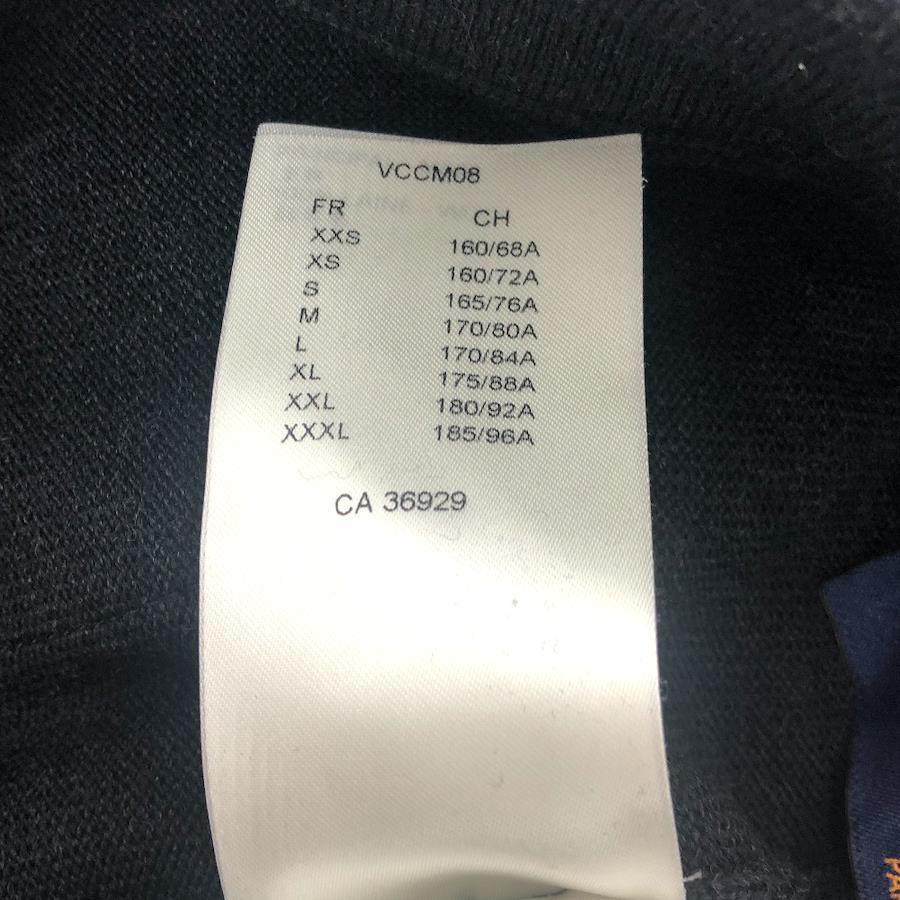 VCCM08
FR CH
XXS 160/68A
XS 160/72A
S 165/76A
M 170/80A
L 170/84A
XL 175/88A
XXL 180/92A
XXXL 185/96A
CA 36929
PA